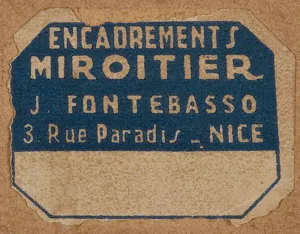 ENCADREMENTS
MIROITIER
J. FONTEBASSO
3 Rue Paradis _ NICE